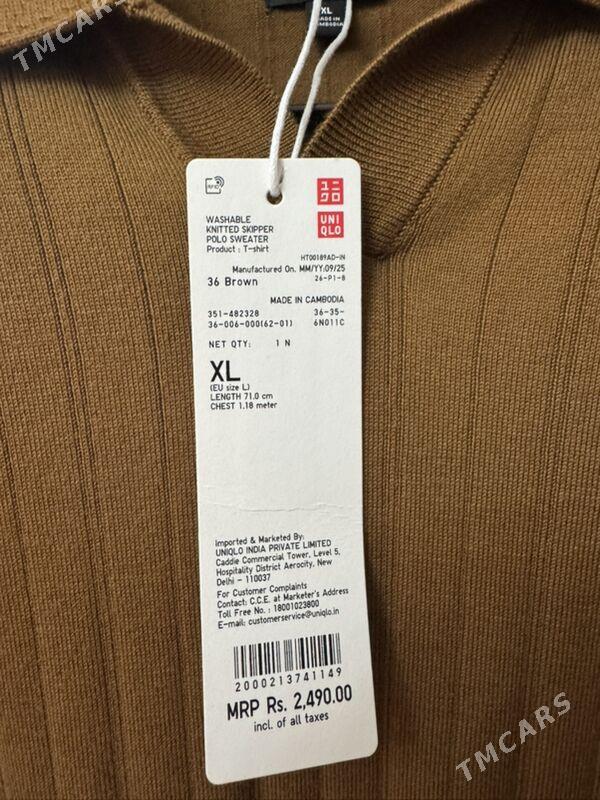 TMCARS
XL
MADE IN
CAMBODIA
RFID
ユニ
クロ
UNI
QLO
WASHABLE
KNITTED SKIPPER
POLO SWEATER
Product : T-shirt
HT00189AD-IN
Manufactured On. MM/YY:09/25
36 Brown 26-P1-8
MADE IN CAMBODIA
351-482328 36-35-
36-006-000(62-01) 6N011C
NET QTY: 1 N
XL
(EU size L)
LENGTH 71.0 cm
CHEST 1.18 meter
Imported & Marketed By:
UNIQLO INDIA PRIVATE LIMITED
Caddie Commercial Tower, Level 5,
Hospitality District Aerocity, New
Delhi - 110037
For Customer Complaints
Contact: C.C.E. at Marketer's Address
Toll Free No. : 18001023800
E-mail: customerservice@uniqlo.in
2000213741149
MRP Rs. 2,490.00
incl. of all taxes
TMCARS